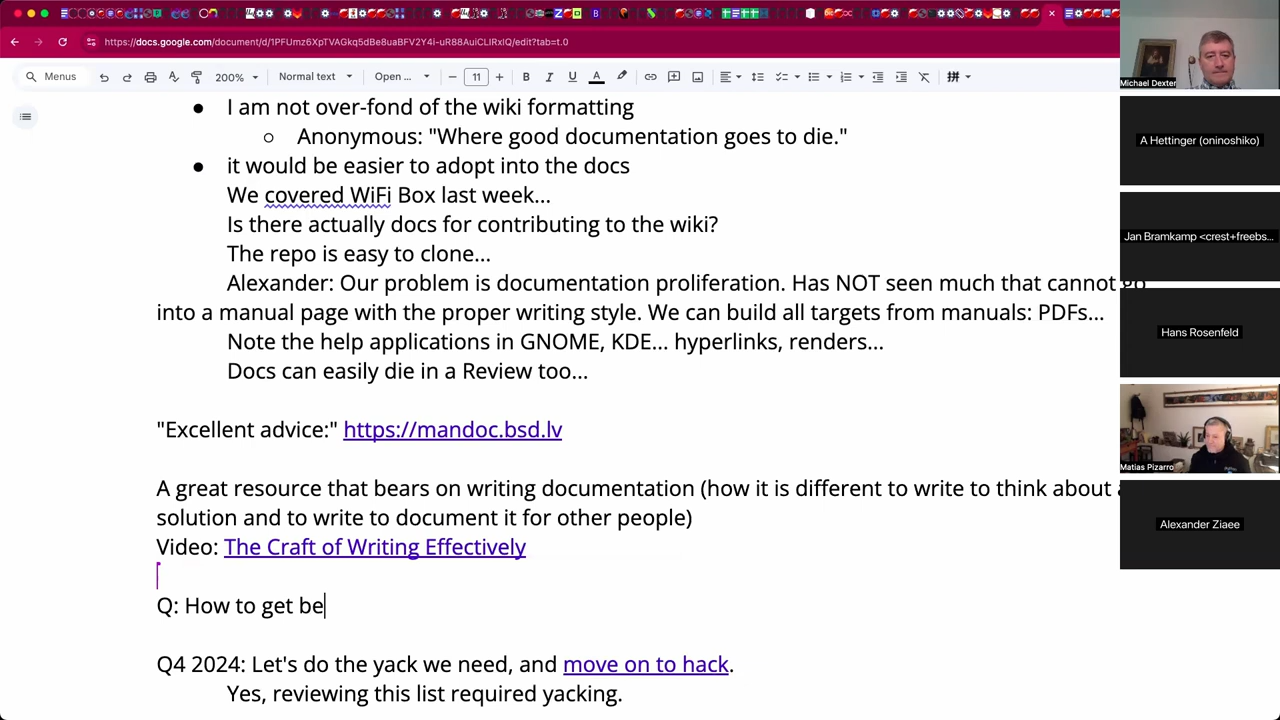 https://docs.google.com/document/d/1PFUmz6XpTVAGkq5dBe8uaBFV2Y4i-uR88AuiCLIRxIQ/edit?tab=t.0
Menus
200%
Normal text
Open ...
11
● I am not over-fond of the wiki formatting
○ Anonymous: "Where good documentation goes to die."
● it would be easier to adopt into the docs
We covered WiFi Box last week...
Is there actually docs for contributing to the wiki?
The repo is easy to clone...
Alexander: Our problem is documentation proliferation. Has NOT seen much that cannot go
into a manual page with the proper writing style. We can build all targets from manuals: PDFs...
Note the help applications in GNOME, KDE... hyperlinks, renders...
Docs can easily die in a Review too...
"Excellent advice:" https://mandoc.bsd.lv
A great resource that bears on writing documentation (how it is different to write to think about a
solution and to write to document it for other people)
Video: The Craft of Writing Effectively
Q: How to get be
Q4 2024: Let's do the yack we need, and move on to hack.
Yes, reviewing this list required yacking.
Michael Dexter
A Hettinger (oninoshiko)
Jan Bramkamp <crest+freebs...
Hans Rosenfeld
Matias Pizarro
Alexander Ziaee